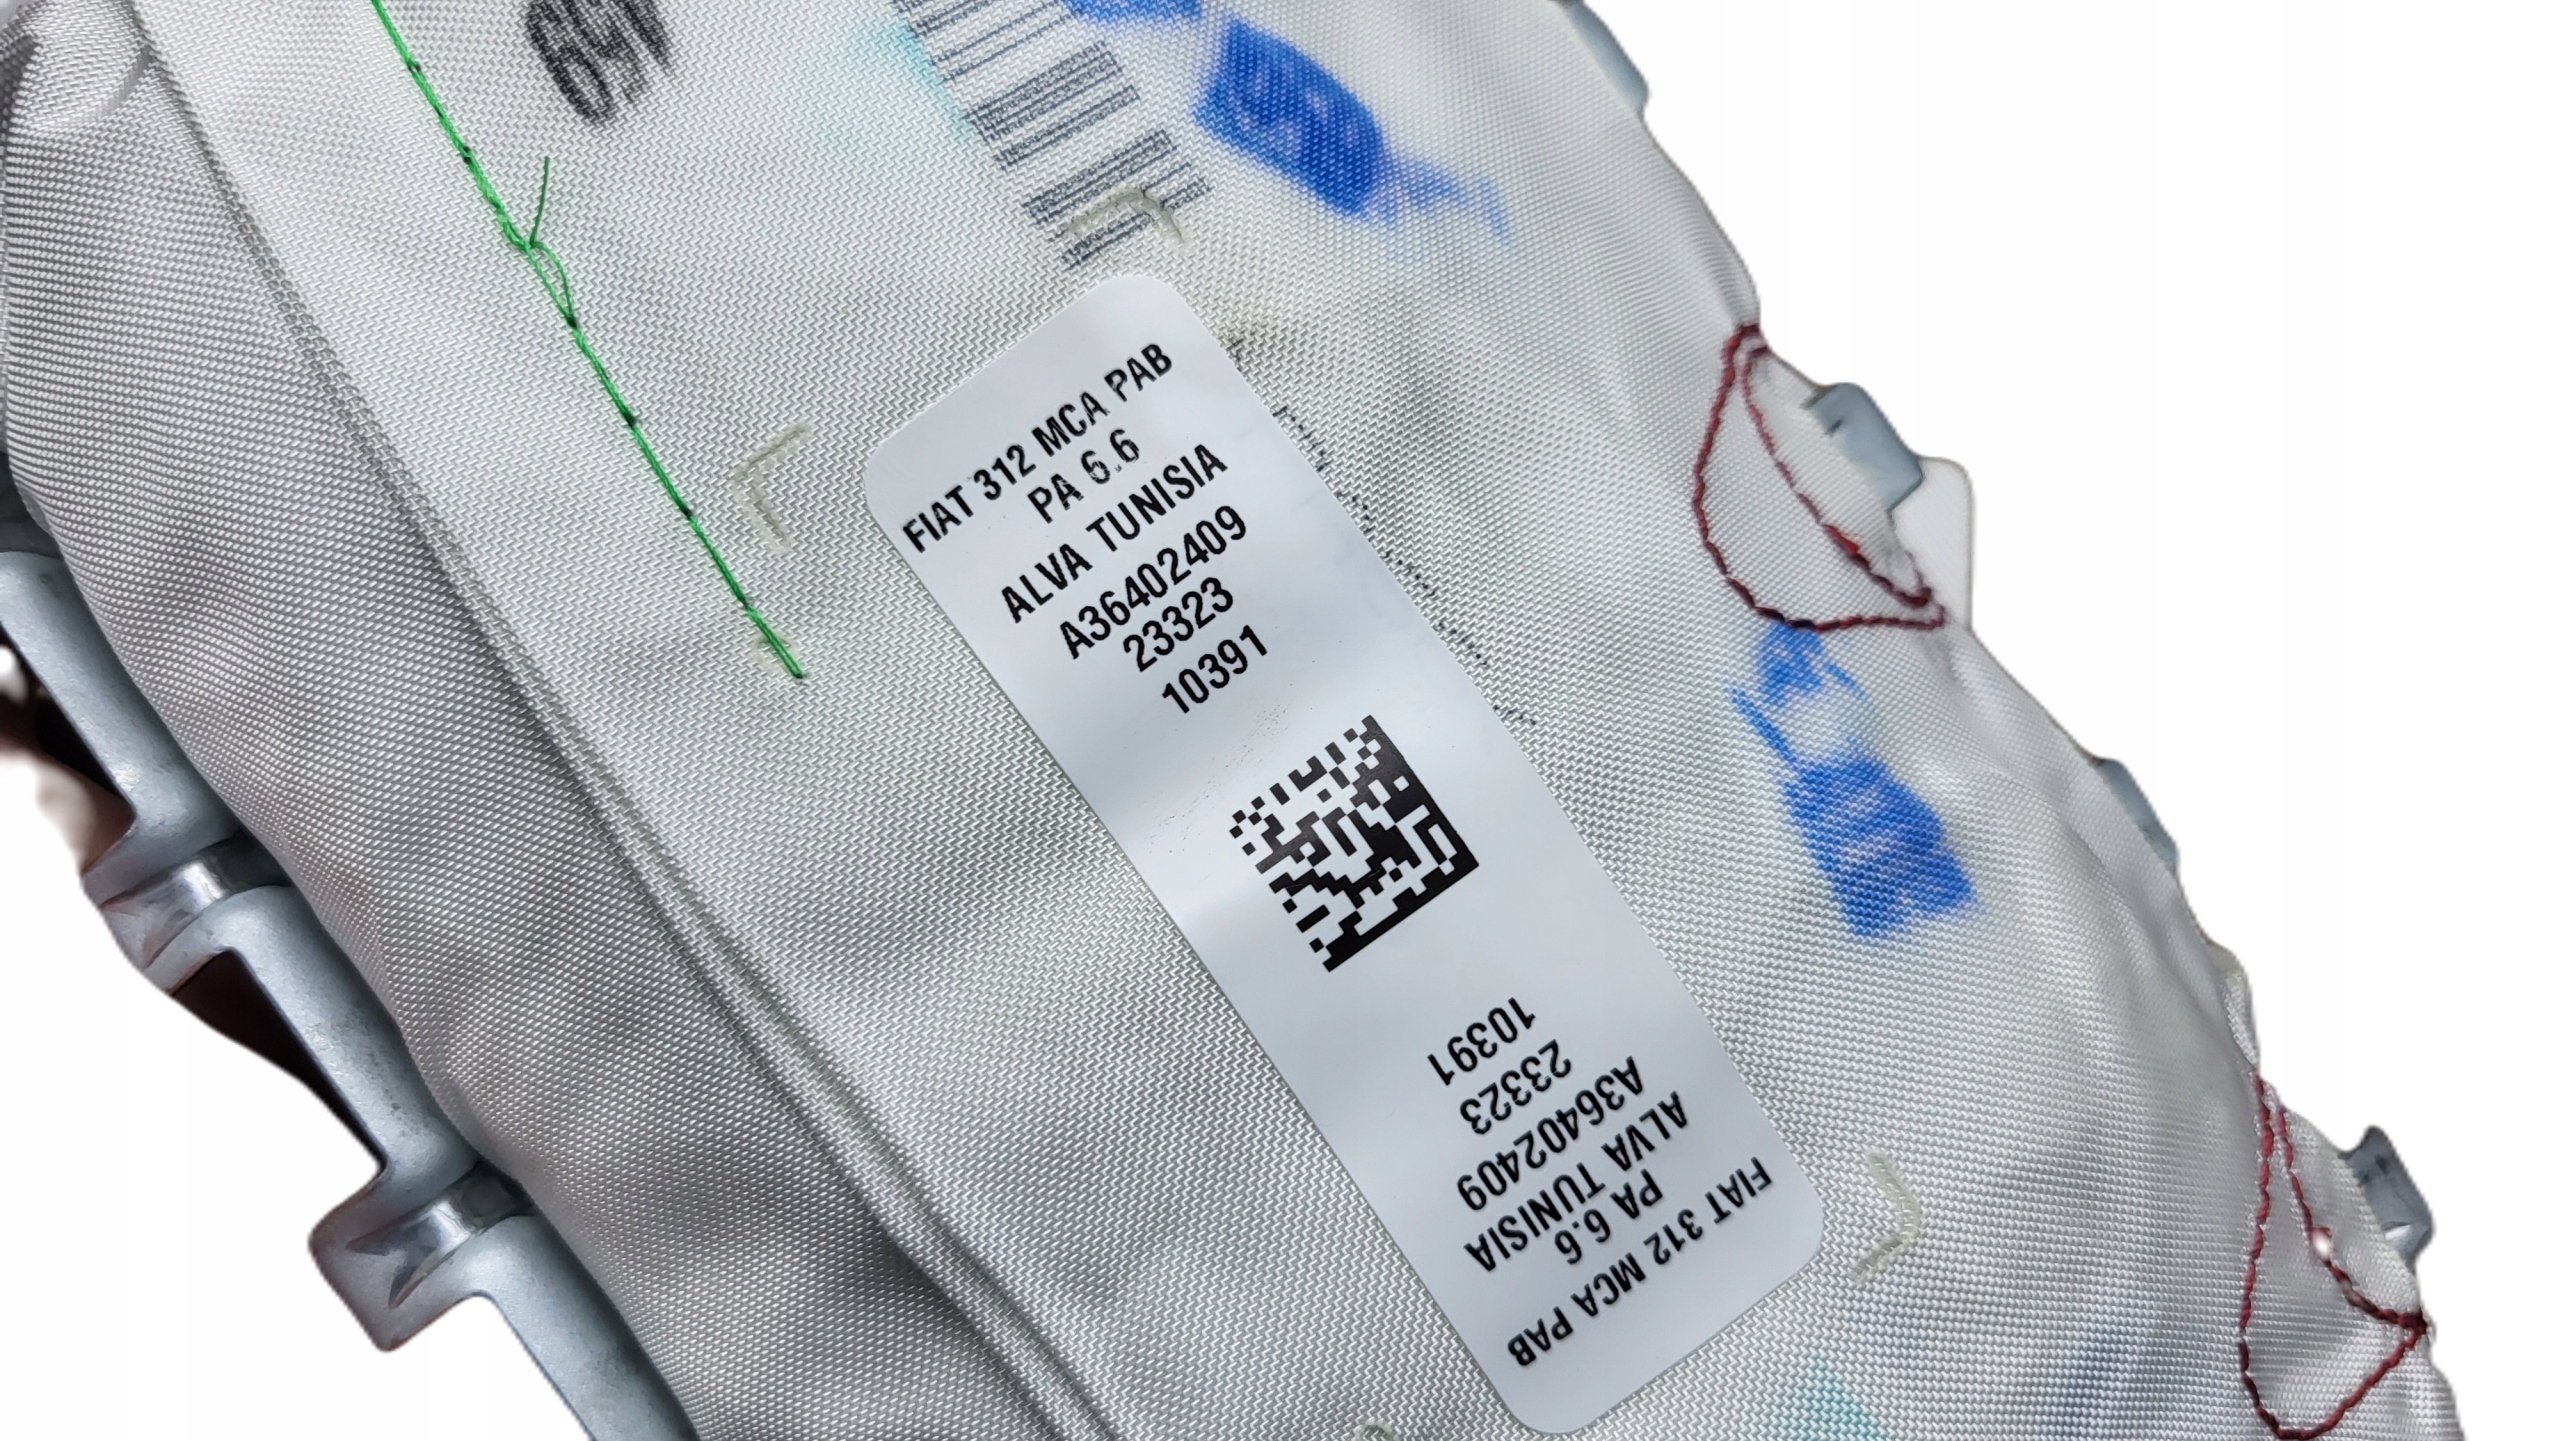 FIAT 312 MCA PAB
PA 6.6
ALVA TUNISIA
A36402409
23323
10391
10391
23323
A36402409
ALVA TUNISIA
PA 6.6
FIAT 312 MCA PAB